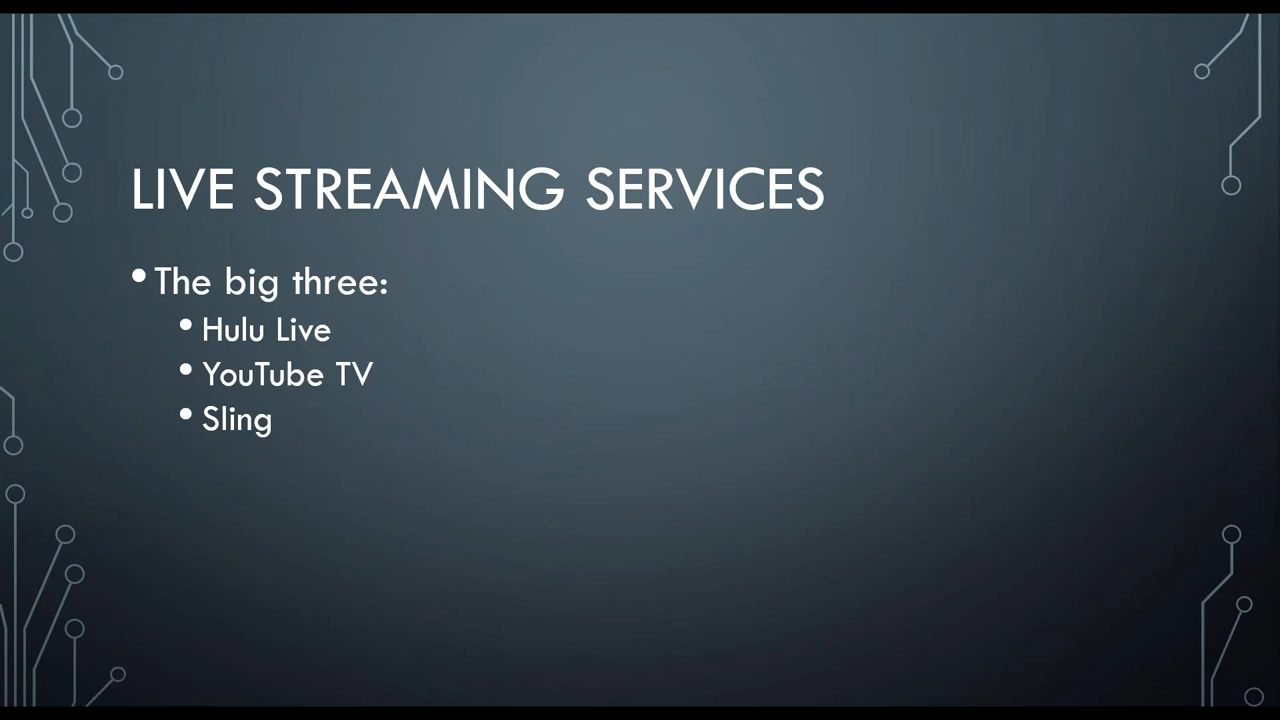 LIVE STREAMING SERVICES
• The big three:
• Hulu Live
• YouTube TV
• Sling